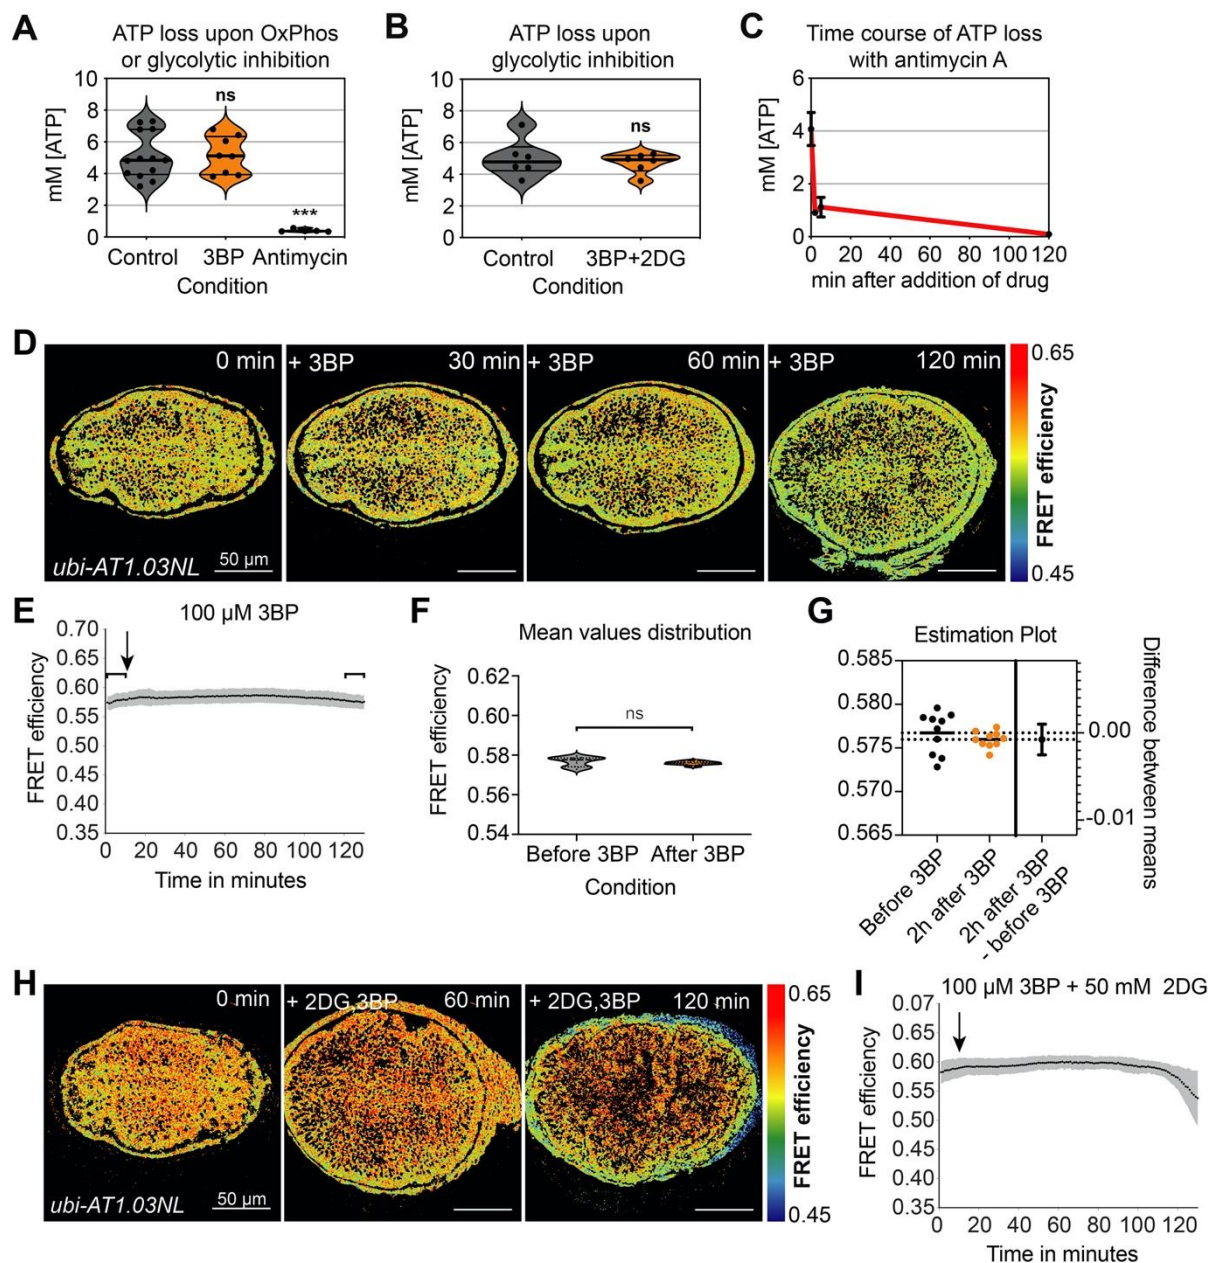 A
ATP loss upon OxPhos
or glycolytic inhibition
10
8
6
4
2
0
mM [ATP]
ns
***
Control 3BP Antimycin
Condition
B
ATP loss upon
glycolytic inhibition
10
8
6
4
2
0
mM [ATP]
ns
Control 3BP+2DG
Condition
C
Time course of ATP loss
with antimycin A
6
4
2
0
mM [ATP]
0 20 40 60 80 100 120
min after addition of drug
D
0 min
ubi-AT1.03NL
50 µm
+ 3BP 30 min
+ 3BP 60 min
+ 3BP 120 min
0.65
FRET efficiency
0.45
E
100 µM 3BP
0.70
0.65
0.60
0.55
0.50
0.45
0.40
0.35
FRET efficiency
0 20 40 60 80 100 120
Time in minutes
F
Mean values distribution
0.62
0.60
0.58
0.56
0.54
FRET efficiency
ns
Before 3BP After 3BP
Condition
G
Estimation Plot
0.585
0.580
0.575
0.570
0.565
0.00
-0.01
Difference between means
Before 3BP
2h after 3BP
2h after 3BP
- before 3BP
H
0 min
ubi-AT1.03NL
50 µm
+ 2DG,3BP 60 min
+ 2DG,3BP 120 min
0.65
FRET efficiency
0.45
I
100 µM 3BP + 50 mM 2DG
0.07
0.65
0.60
0.55
0.50
0.45
0.40
0.35
FRET efficiency
0 20 40 60 80 100 120
Time in minutes